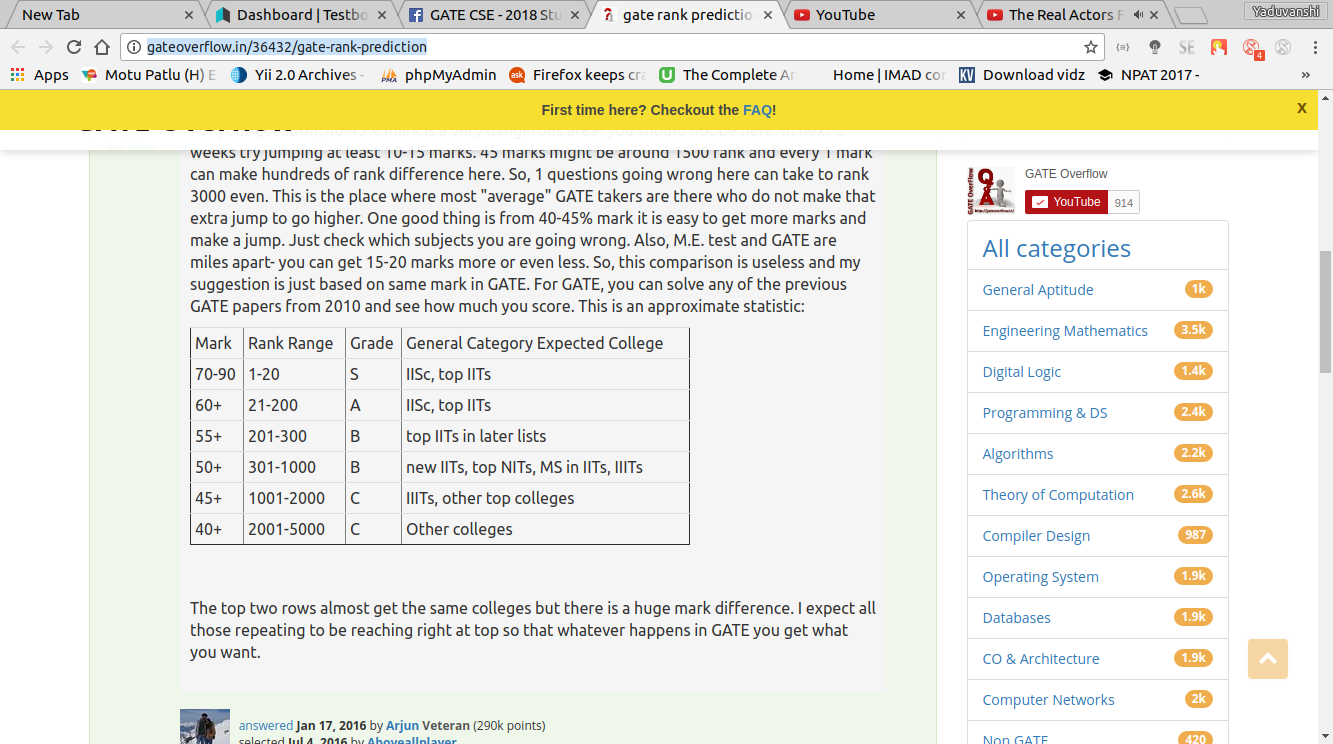 New Tab
Dashboard | Testbo
GATE CSE - 2018 Stu
gate rank predictio
YouTube
The Real Actors F
Yaduvanshi
gateoverflow.in/36432/gate-rank-prediction
SE
4
Apps
Motu Patlu (H) E
Yii 2.0 Archives -
PMA
phpMyAdmin
ask
Firefox keeps cra
The Complete Ar
Home | IMAD cor
KV
Download vidz
NPAT 2017 -
»
First time here? Checkout the FAQ!
X
weeks try jumping at least 10-15 marks. 45 marks might be around 1500 rank and every 1 mark
can make hundreds of rank difference here. So, 1 questions going wrong here can take to rank
3000 even. This is the place where most "average" GATE takers are there who do not make that
extra jump to go higher. One good thing is from 40-45% mark it is easy to get more marks and
make a jump. Just check which subjects you are going wrong. Also, M.E. test and GATE are
miles apart- you can get 15-20 marks more or even less. So, this comparison is useless and my
suggestion is just based on same mark in GATE. For GATE, you can solve any of the previous
GATE papers from 2010 and see how much you score. This is an approximate statistic:
Mark Rank Range Grade General Category Expected College
70-90 1-20 S IISc, top IITs
60+ 21-200 A IISc, top IITs
55+ 201-300 B top IITs in later lists
50+ 301-1000 B new IITs, top NITs, MS in IITs, IIITs
45+ 1001-2000 C IIITs, other top colleges
40+ 2001-5000 C Other colleges
The top two rows almost get the same colleges but there is a huge mark difference. I expect all
those repeating to be reaching right at top so that whatever happens in GATE you get what
you want.
answered Jan 17, 2016 by Arjun Veteran (290k points)
selected Jul 4, 2016 by Aboveallplayer
GATE Overflow
YouTube 914
All categories
General Aptitude 1k
Engineering Mathematics 3.5k
Digital Logic 1.4k
Programming & DS 2.4k
Algorithms 2.2k
Theory of Computation 2.6k
Compiler Design 987
Operating System 1.9k
Databases 1.9k
CO & Architecture 1.9k
Computer Networks 2k
Non GATE 420